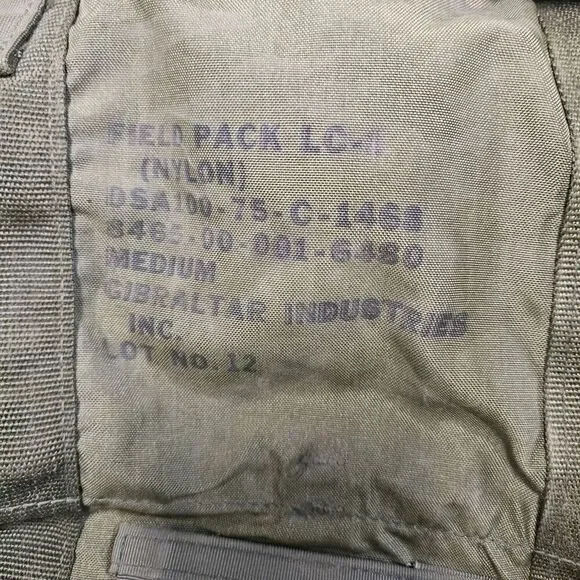 FIELD PACK LC-1
(NYLON)
DSA100-75-C-1468
8465-00-001-6480
MEDIUM
GIBRALTAR INDUSTRIES
INC.
LOT NO. 12